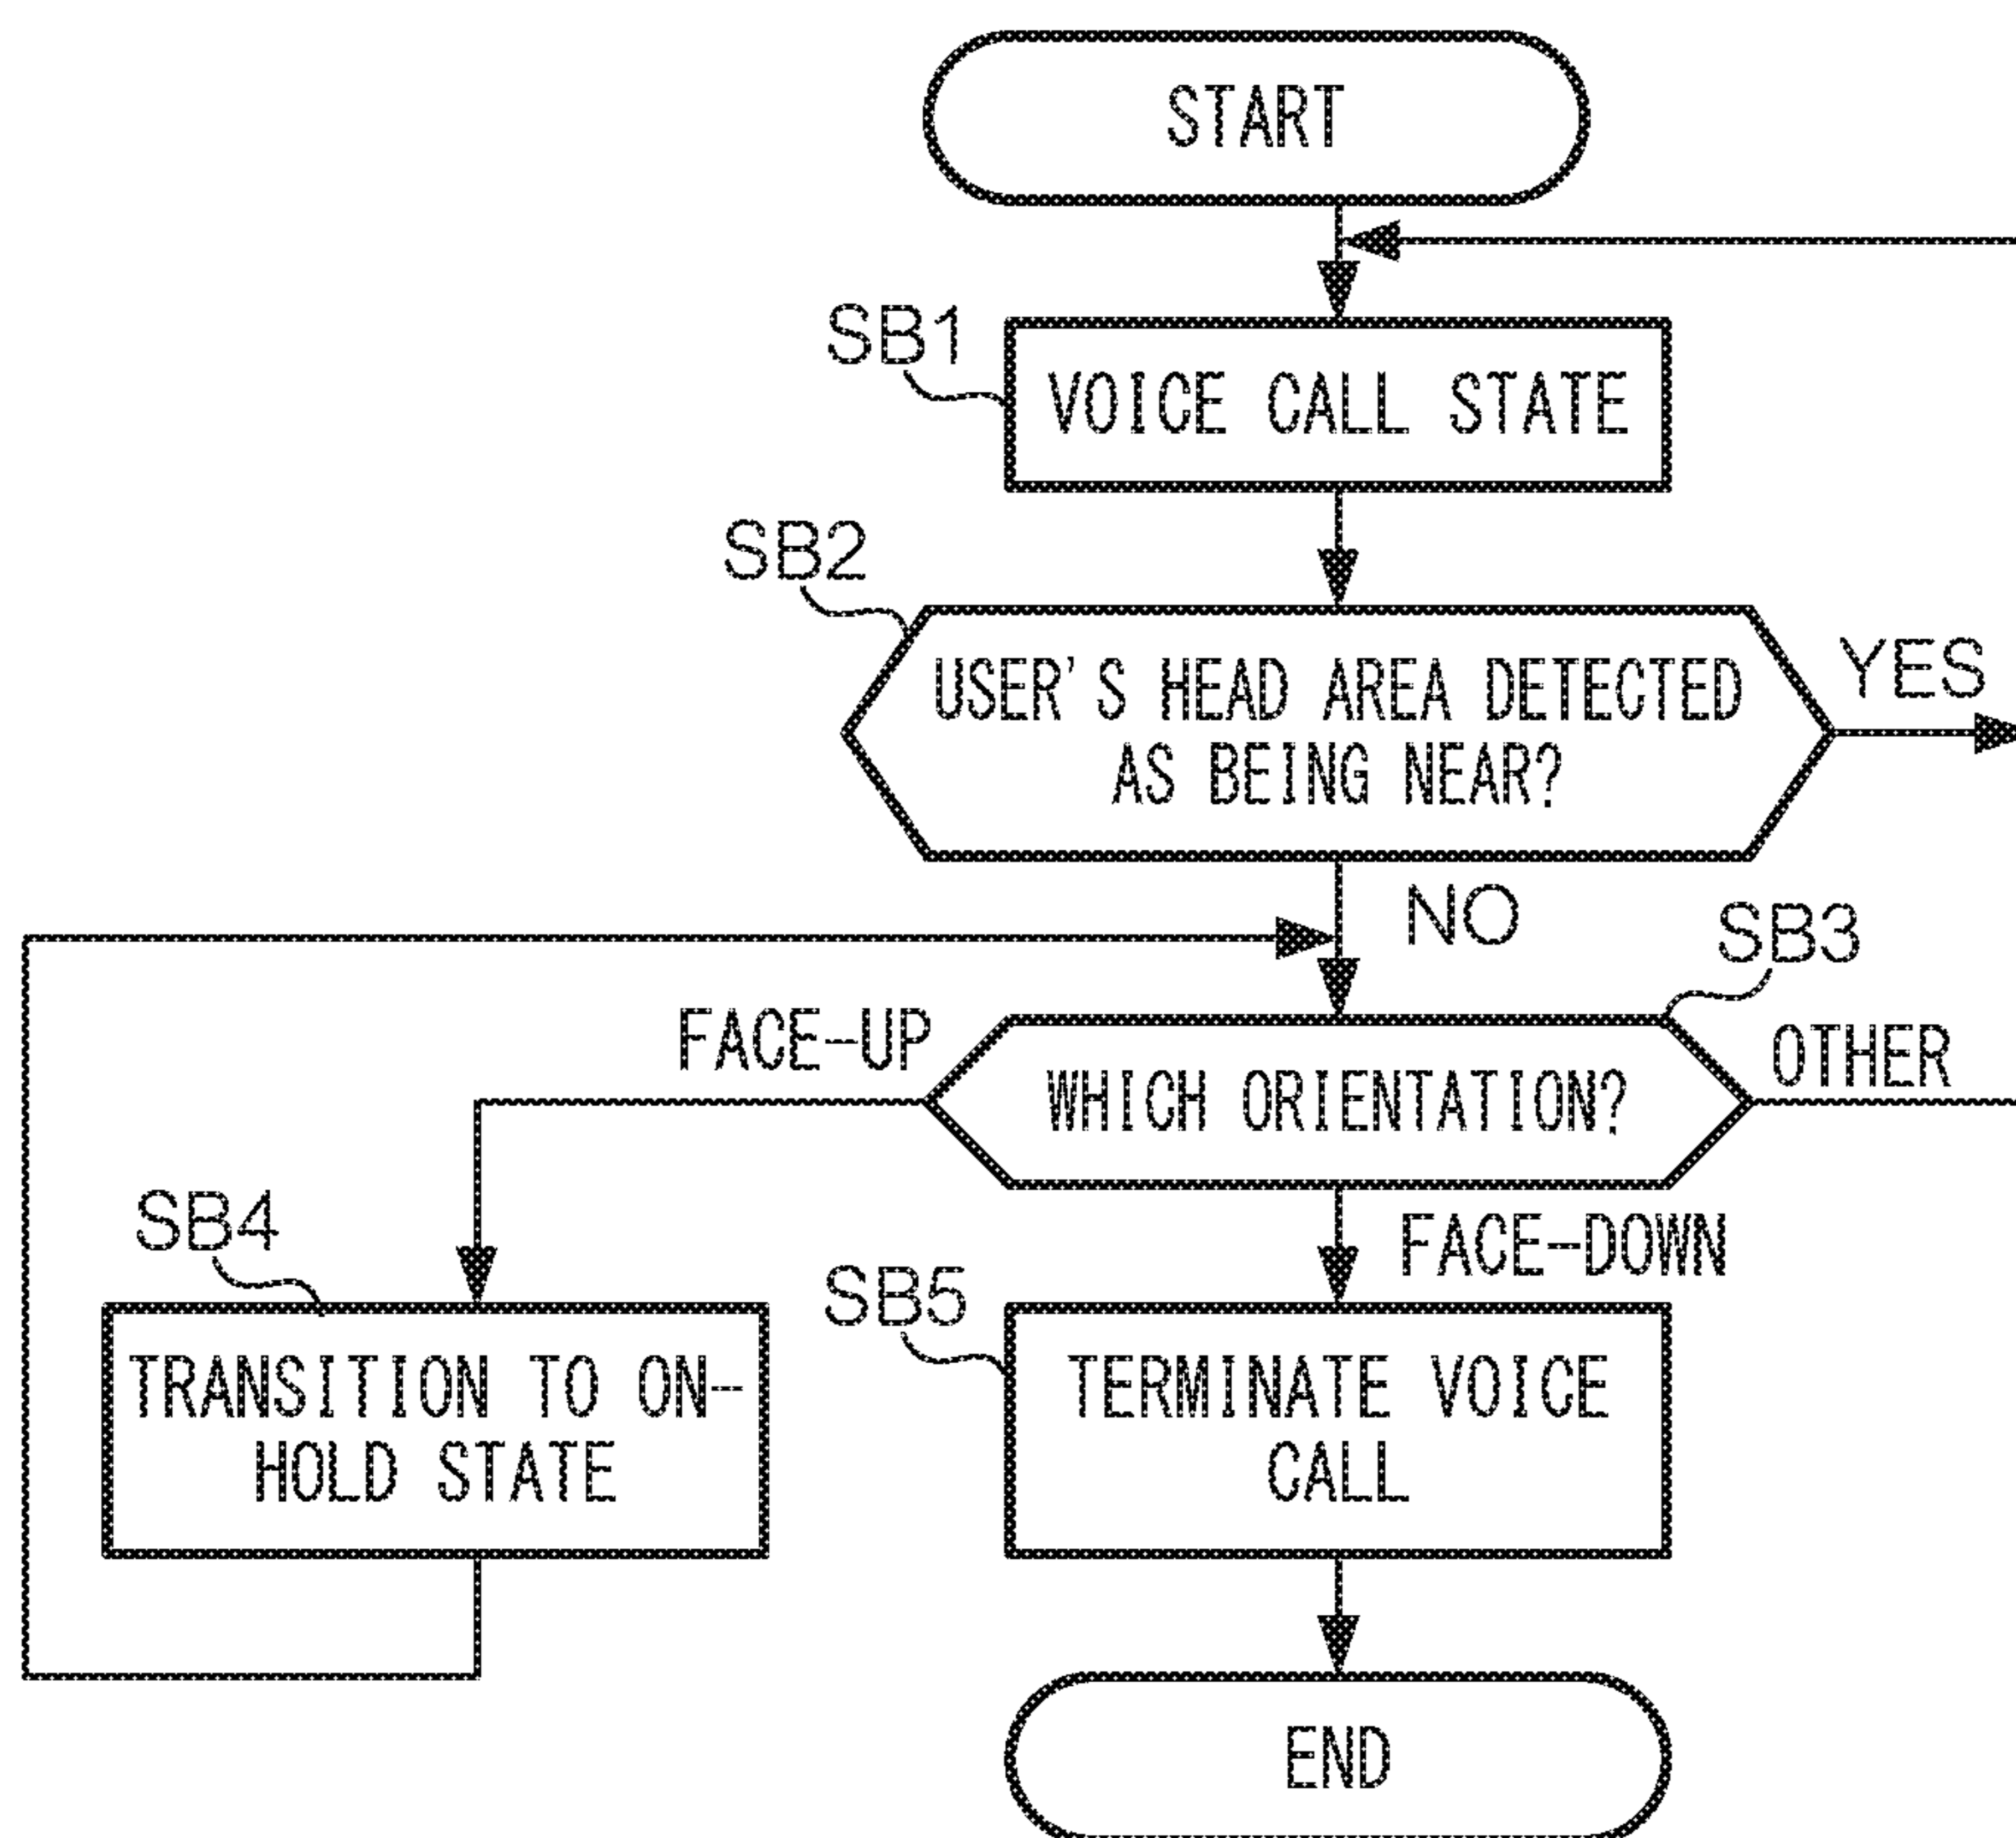 START
SB1
VOICE CALL STATE
SB2
USER'S HEAD AREA DETECTED
AS BEING NEAR?
YES
NO
SB3
FACE-UP
WHICH ORIENTATION?
OTHER
SB4
FACE-DOWN
SB5
TRANSITION TO ON-
HOLD STATE
TERMINATE VOICE
CALL
END